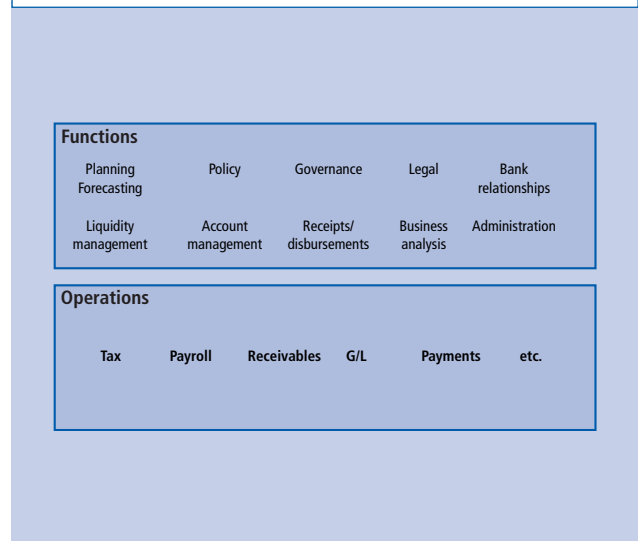 Functions
Planning Forecasting
Policy
Governance
Legal
Bank relationships
Liquidity management
Account management
Receipts/ disbursements
Business analysis
Administration
Operations
Tax
Payroll
Receivables
G/L
Payments
etc.